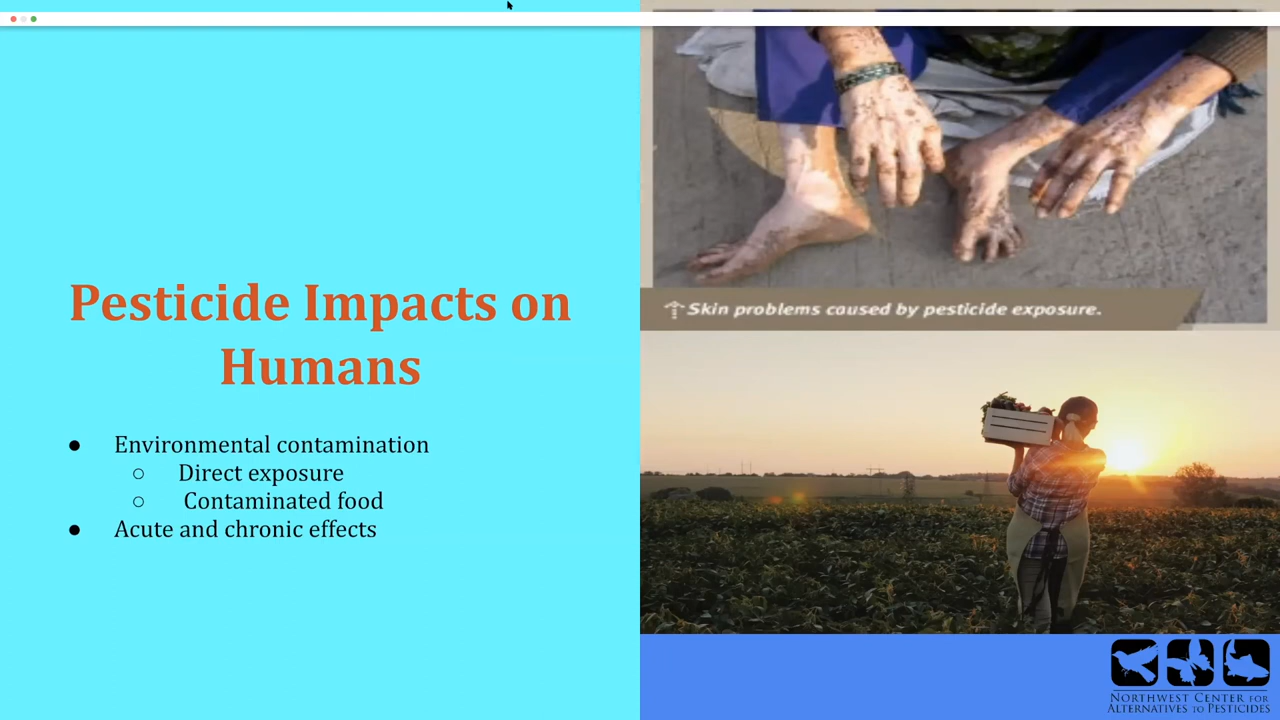 Pesticide Impacts on
Humans
● Environmental contamination
○ Direct exposure
○ Contaminated food
● Acute and chronic effects
Skin problems caused by pesticide exposure.
NORTHWEST CENTER FOR
ALTERNATIVES TO PESTICIDES